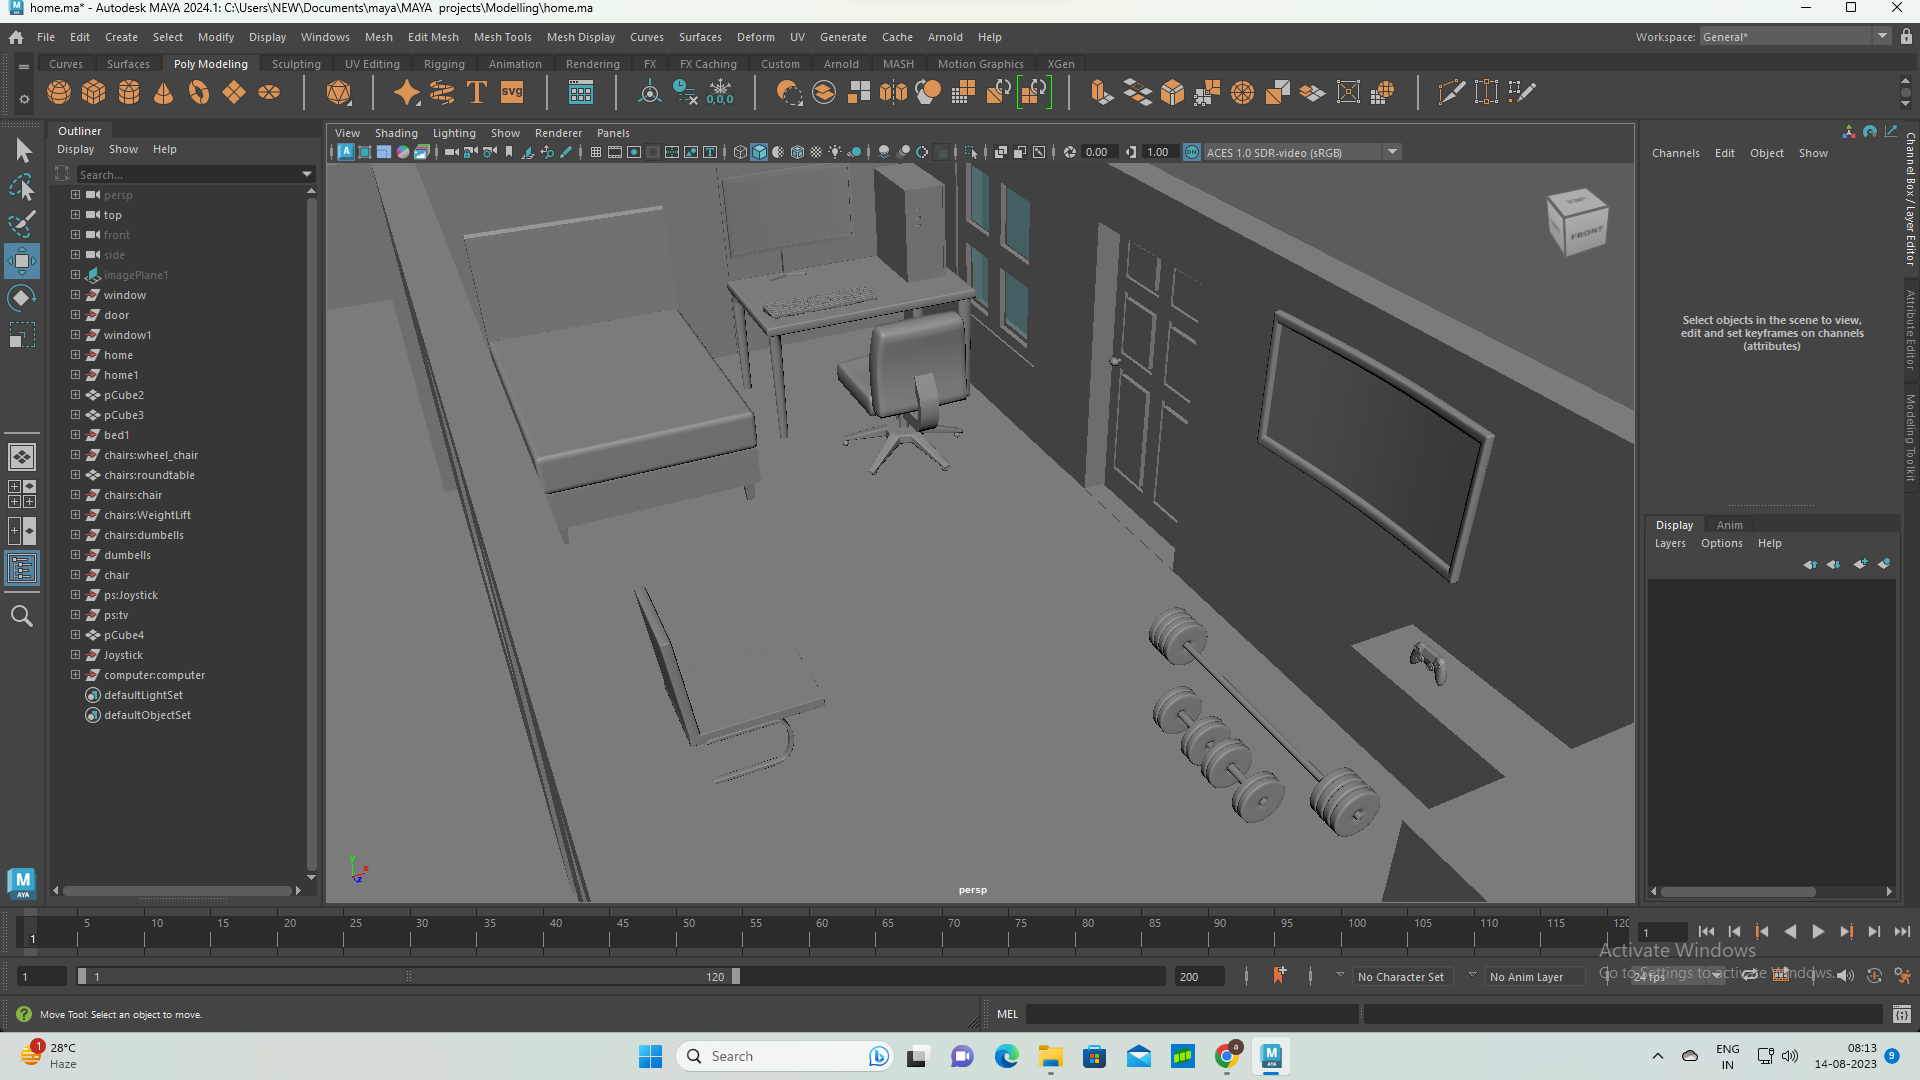 home.ma* - Autodesk MAYA 2024.1: C:\Users\NEW\Documents\maya\MAYA  projects\Modelling\home.ma
File Edit Create Select Modify Display Windows Mesh Edit Mesh Mesh Tools Mesh Display Curves Surfaces Deform UV Generate Cache Arnold Help Workspace: General*
Curves Surfaces Poly Modeling Sculpting UV Editing Rigging Animation Rendering FX FX Caching Custom Arnold MASH Motion Graphics XGen
SVG 0,0,0
Outliner
Display Show Help
Search...
persp
top
front
side
imagePlane1
window
door
window1
home
home1
pCube2
pCube3
bed1
chairs:wheel_chair
chairs:roundtable
chairs:chair
chairs:WeightLift
chairs:dumbells
dumbells
chair
ps:Joystick
ps:tv
pCube4
Joystick
computer:computer
defaultLightSet
defaultObjectSet
M
AYA
View Shading Lighting Show Renderer Panels
0.00 1.00 ON ACES 1.0 SDR-video (sRGB)
TOP
FRONT
y
x
z
persp
Channels Edit Object Show
Select objects in the scene to view,
edit and set keyframes on channels
(attributes)
Channel Box / Layer Editor
Attribute Editor
Modeling Toolkit
Display Anim
Layers Options Help
5 10 15 20 25 30 35 40 45 50 55 60 65 70 75 80 85 90 95 100 105 110 115 120
1 1
Activate Windows
Go to Settings to activate Windows.
1 1 120 200 No Character Set No Anim Layer 24 fps
Move Tool: Select an object to move.
MEL
1 28°C
Haze
Search
a
M
AYA
ENG
IN
08:13
14-08-2023
9